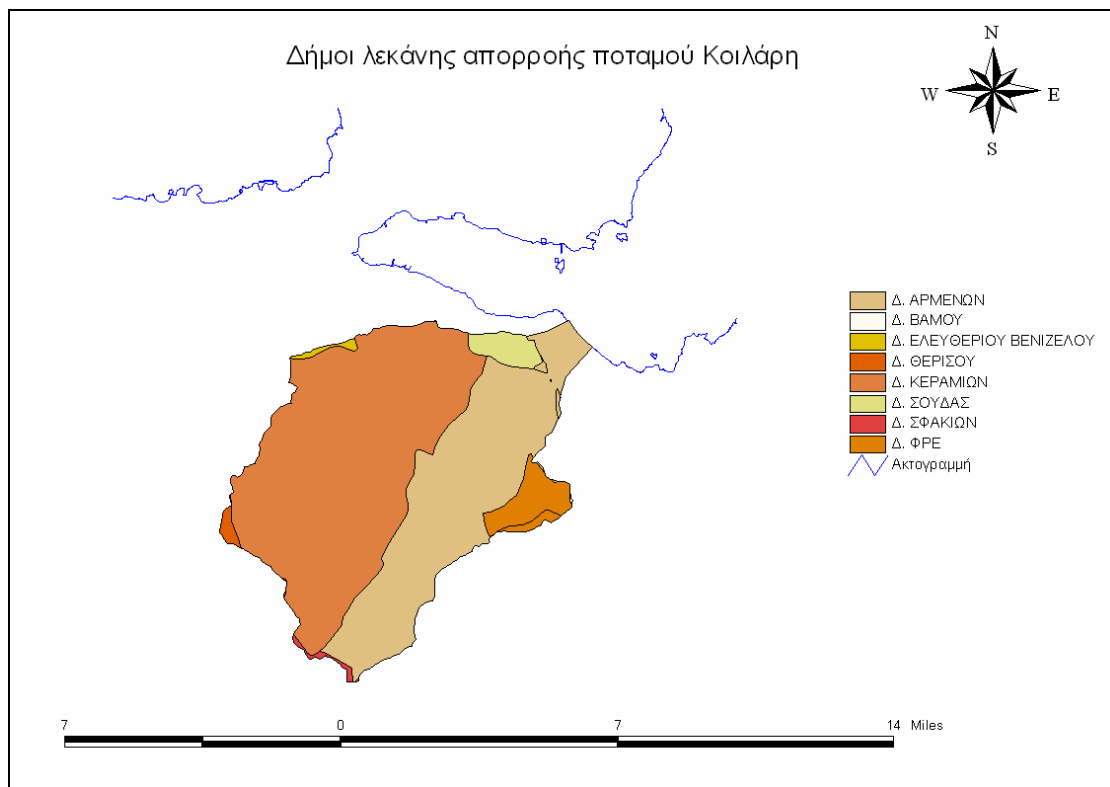 Δήμοι λεκάνης απορροής ποταμού Κοιλάρη
N
W E
S
Δ. ΑΡΜΕΝΩΝ
Δ. ΒΑΜΟΥ
Δ. ΕΛΕΥΘΕΡΙΟΥ ΒΕΝΙΖΕΛΟΥ
Δ. ΘΕΡΙΣΟΥ
Δ. ΚΕΡΑΜΙΩΝ
Δ. ΣΟΥΔΑΣ
Δ. ΣΦΑΚΙΩΝ
Δ. ΦΡΕ
Ακτογραμμή
7 0 7 14 Miles